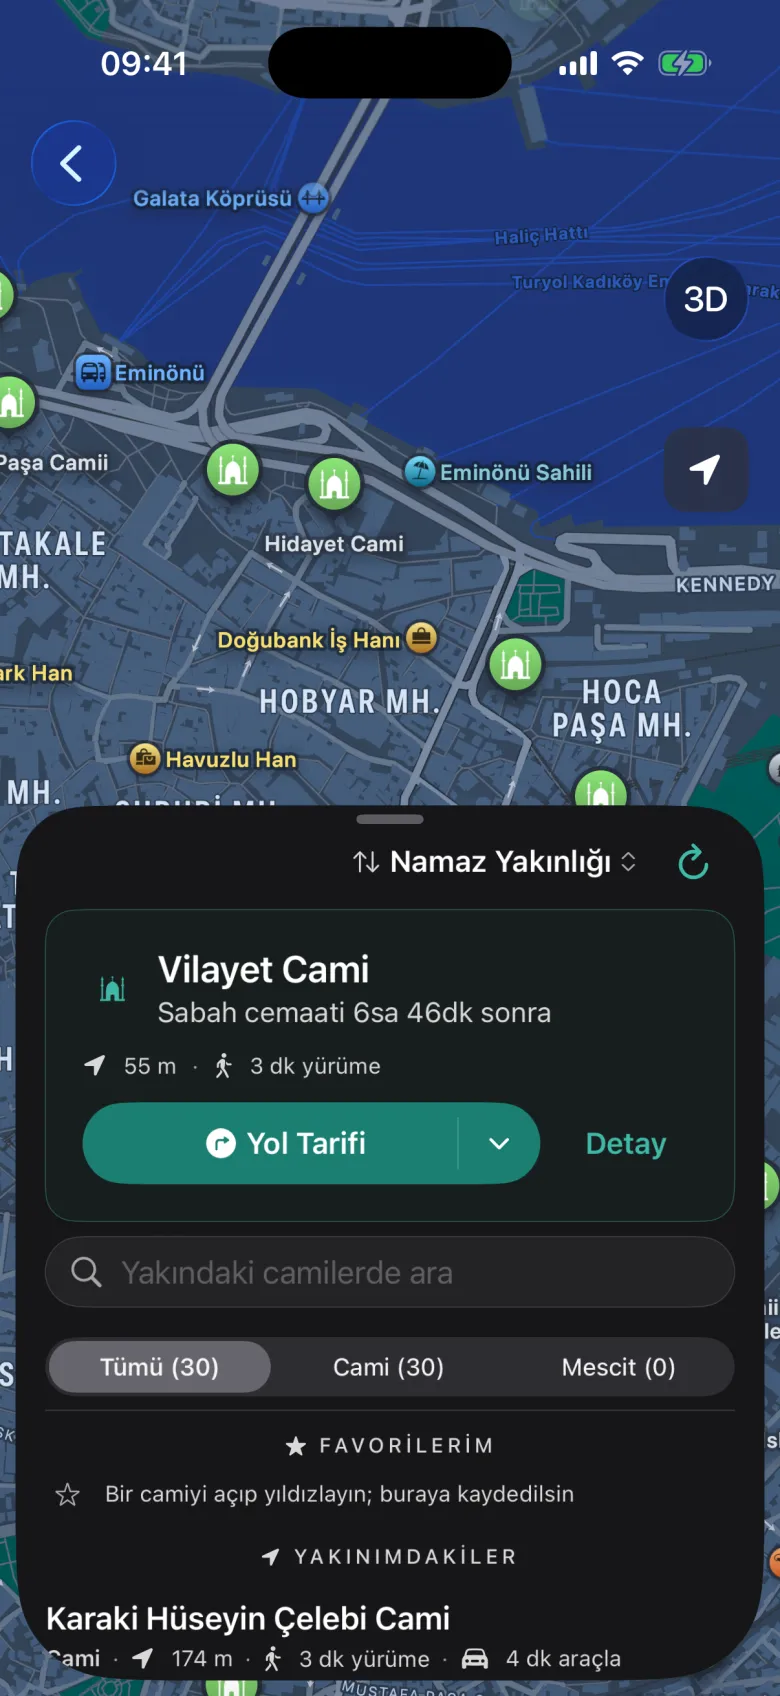 09:41
Galata Köprüsü
Haliç Hattı
Turyol Kadıköy
3D
Eminönü
Paşa Camii
Eminönü Sahili
Hidayet Cami
TAKALE
MH.
KENNEDY
Doğubank İş Hanı
ark Han
HOBYAR MH.
HOCA
PAŞA MH.
Havuzlu Han
MH.
Namaz Yakınlığı
Vilayet Cami
Sabah cemaati 6sa 46dk sonra
55 m · 3 dk yürüme
Yol Tarifi
Detay
Yakındaki camilerde ara
Tümü (30)
Cami (30)
Mescit (0)
FAVORİLERİM
Bir camiyi açıp yıldızlayın; buraya kaydedilsin
YAKINIMDAKİLER
Karaki Hüseyin Çelebi Cami
Cami · 174 m · 3 dk yürüme · 4 dk araçla